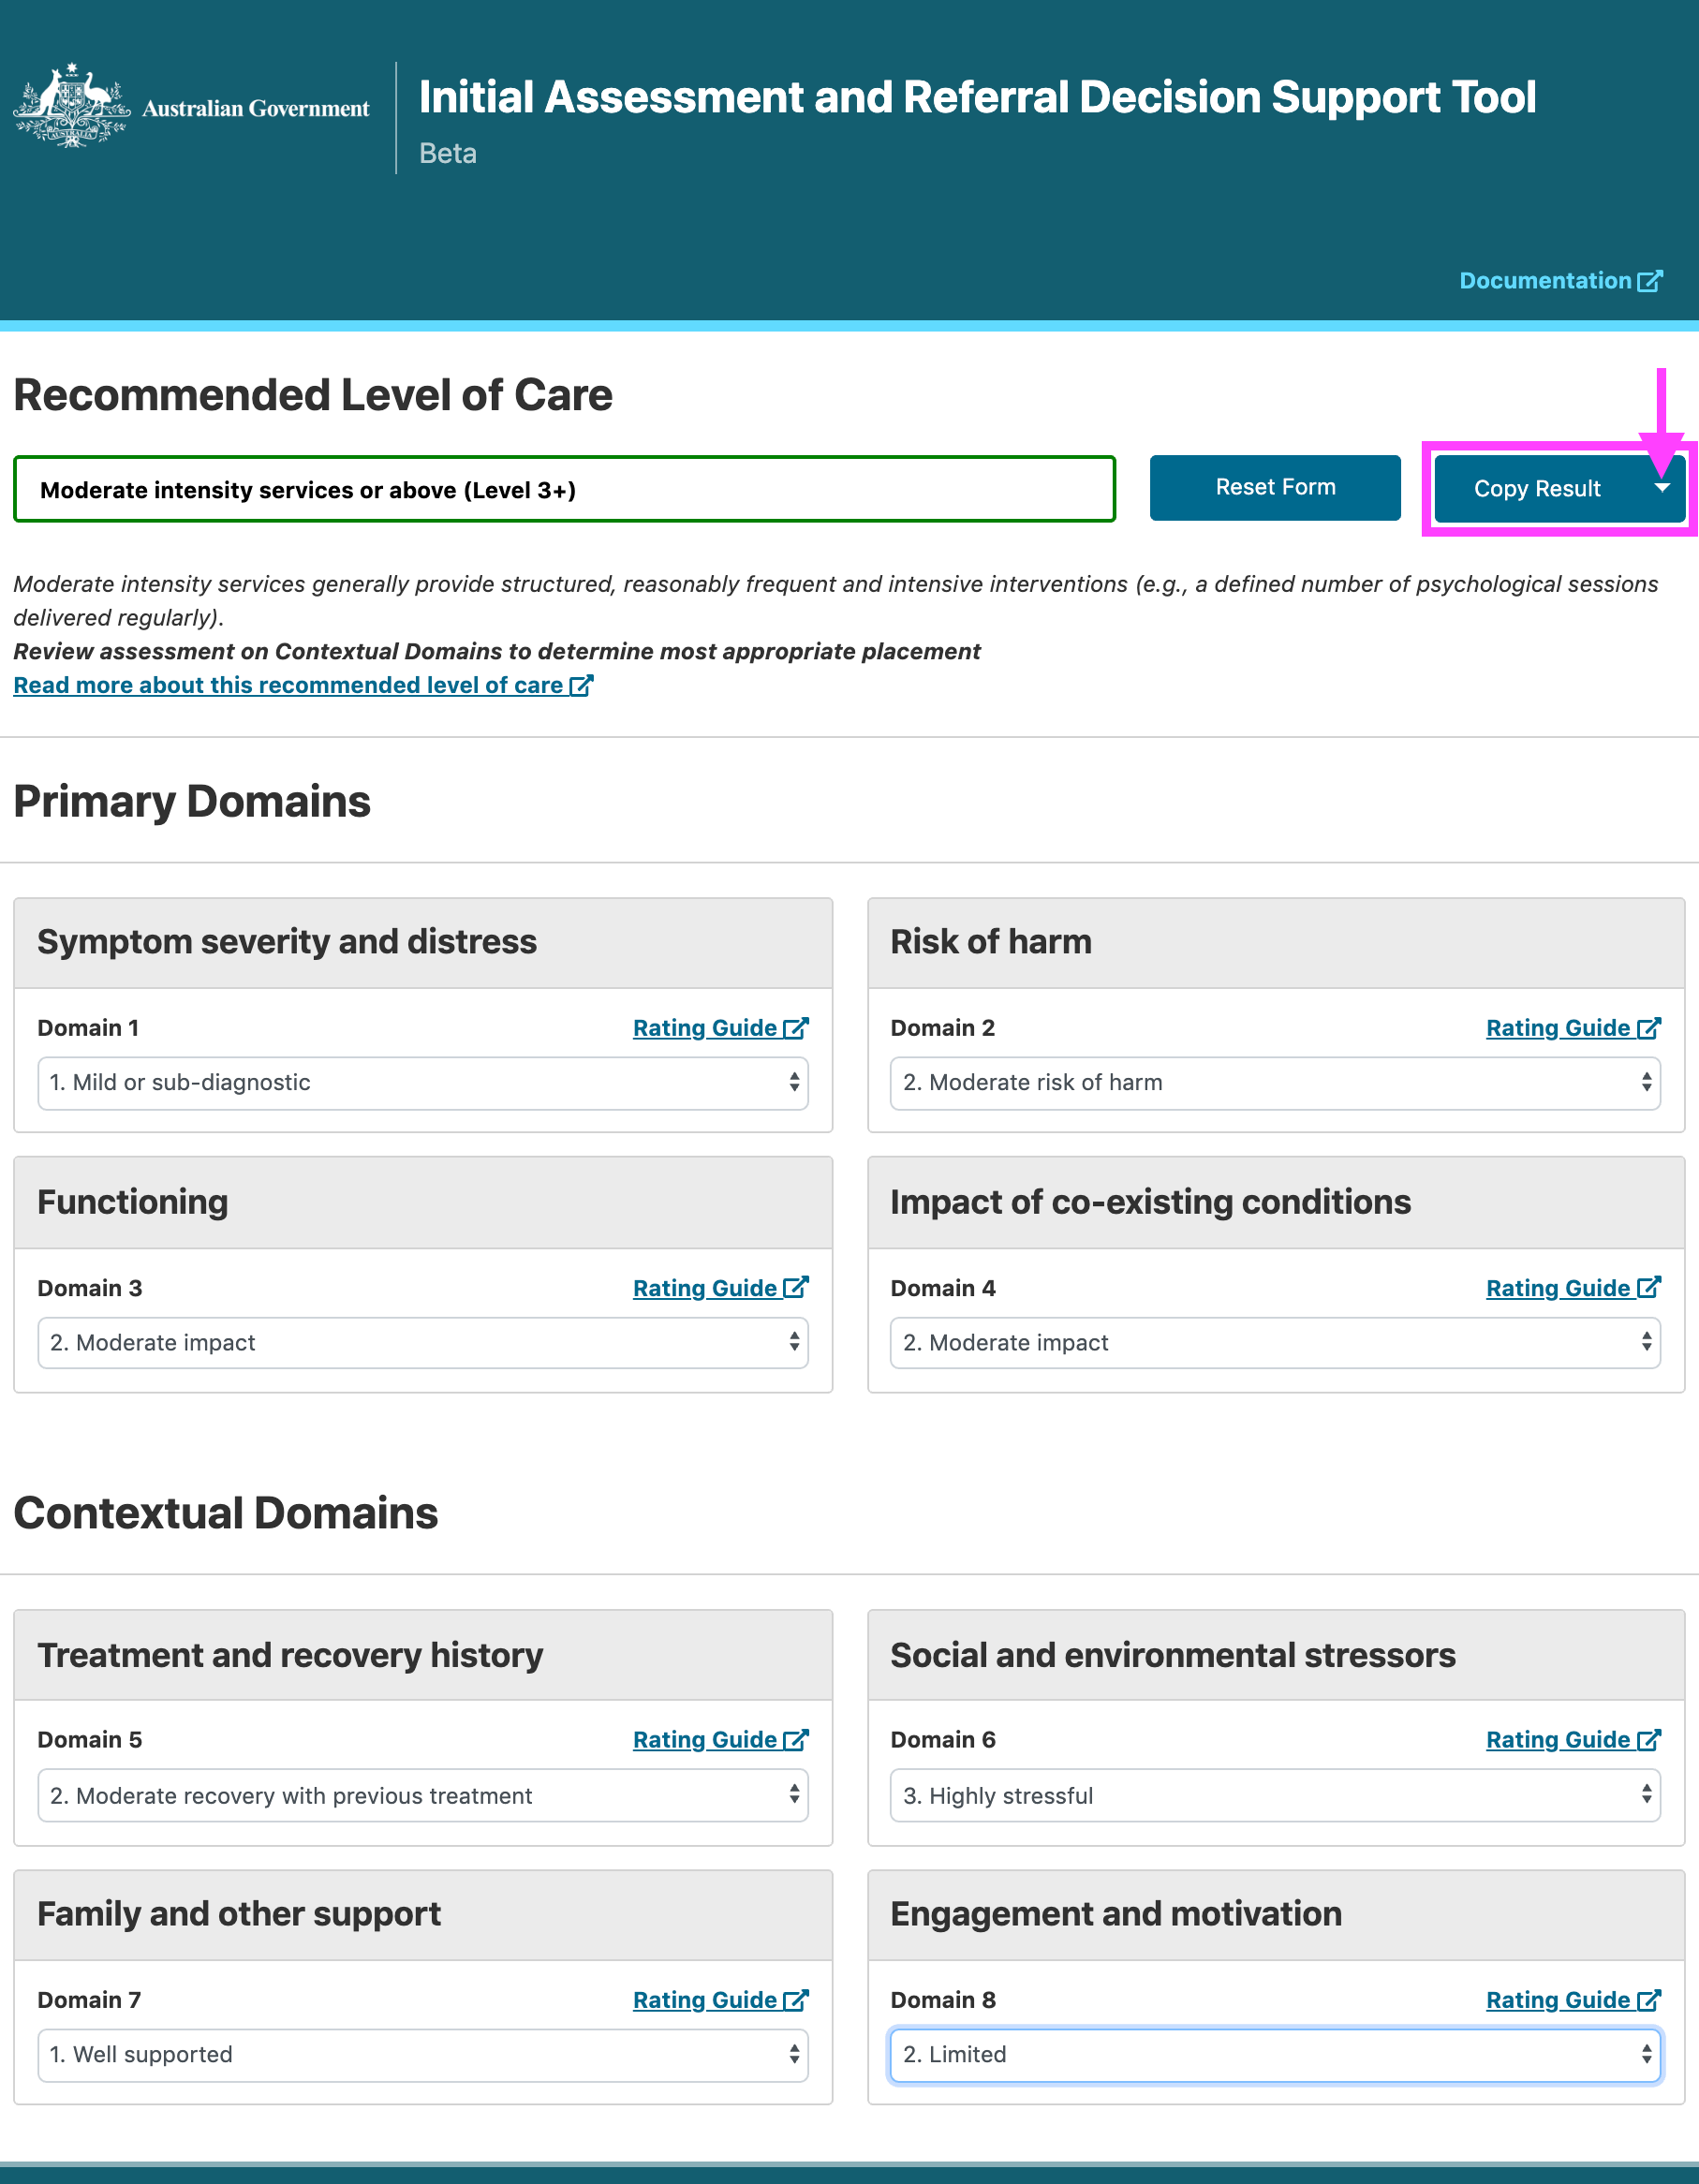 Australian Government
Initial Assessment and Referral Decision Support Tool
Beta
Documentation
Recommended Level of Care
Moderate intensity services or above (Level 3+)
Reset Form
Copy Result
Moderate intensity services generally provide structured, reasonably frequent and intensive interventions (e.g., a defined number of psychological sessions
delivered regularly).
Review assessment on Contextual Domains to determine most appropriate placement
Read more about this recommended level of care
Primary Domains
Symptom severity and distress
Domain 1
Rating Guide
1. Mild or sub-diagnostic
Risk of harm
Domain 2
Rating Guide
2. Moderate risk of harm
Functioning
Domain 3
Rating Guide
2. Moderate impact
Impact of co-existing conditions
Domain 4
Rating Guide
2. Moderate impact
Contextual Domains
Treatment and recovery history
Domain 5
Rating Guide
2. Moderate recovery with previous treatment
Social and environmental stressors
Domain 6
Rating Guide
3. Highly stressful
Family and other support
Domain 7
Rating Guide
1. Well supported
Engagement and motivation
Domain 8
Rating Guide
2. Limited